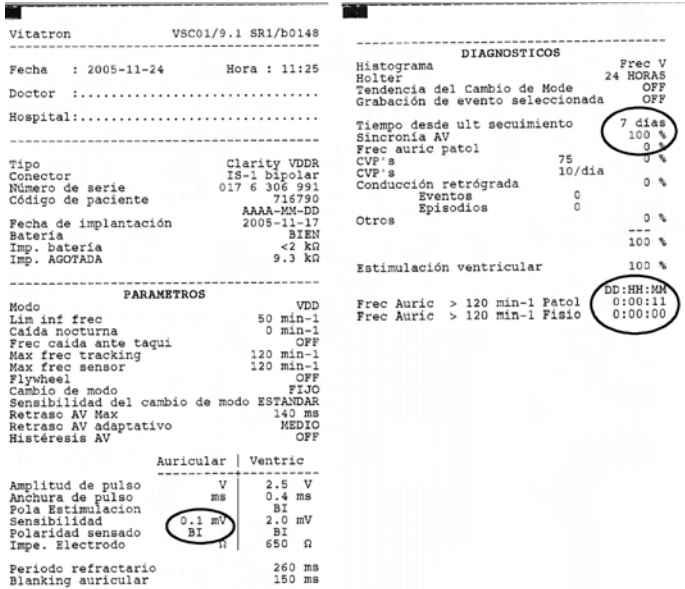 Vitatron VSC01/9.1 SR1/b0148
Fecha : 2005-11-24 Hora : 11:25
Doctor :...............................
Hospital:...............................
Tipo Clarity VDDR
Conector IS-1 bipolar
Número de serie 017 6 306 991
Código de paciente 716790
AAAA-MM-DD
Fecha de implantación 2005-11-17
Batería BIEN
Imp. batería <2 kΩ
Imp. AGOTADA 9.3 kΩ
PARAMETROS
Modo VDD
Lim inf frec 50 min-1
Caída nocturna 0 min-1
Frec caida ante taqui OFF
Max frec tracking 120 min-1
Max frec sensor 120 min-1
Flywheel OFF
Cambio de modo FIJO
Sensibilidad del cambio de modo ESTANDAR
Retraso AV Max 140 ms
Retraso AV adaptativo MEDIO
Histéresis AV OFF
Auricular | Ventric
Amplitud de pulso V 2.5 V
Anchura de pulso ms 0.4 ms
Pola Estimulacion BI
Sensibilidad 0.1 mV 2.0 mV
Polaridad sensado BI BI
Impe. Electrodo Ω 650 Ω
Periodo refractario 260 ms
Blanking auricular 150 ms
DIAGNOSTICOS
Histograma Frec V
Holter 24 HORAS
Tendencia del Cambio de Mode OFF
Grabación de evento seleccionada OFF
Tiempo desde ult secuimiento 7 días
Sincronía AV 100 %
Frec auric patol 0 %
CVP's 75 0 %
CVP's 10/dia
Conducción retrógrada 0 %
Eventos 0
Episodios 0
Otros 0 %
---
100 %
Estimulación ventricular 100 %
DD:HH:MM
Frec Auric > 120 min-1 Patol 0:00:11
Frec Auric > 120 min-1 Fisio 0:00:00